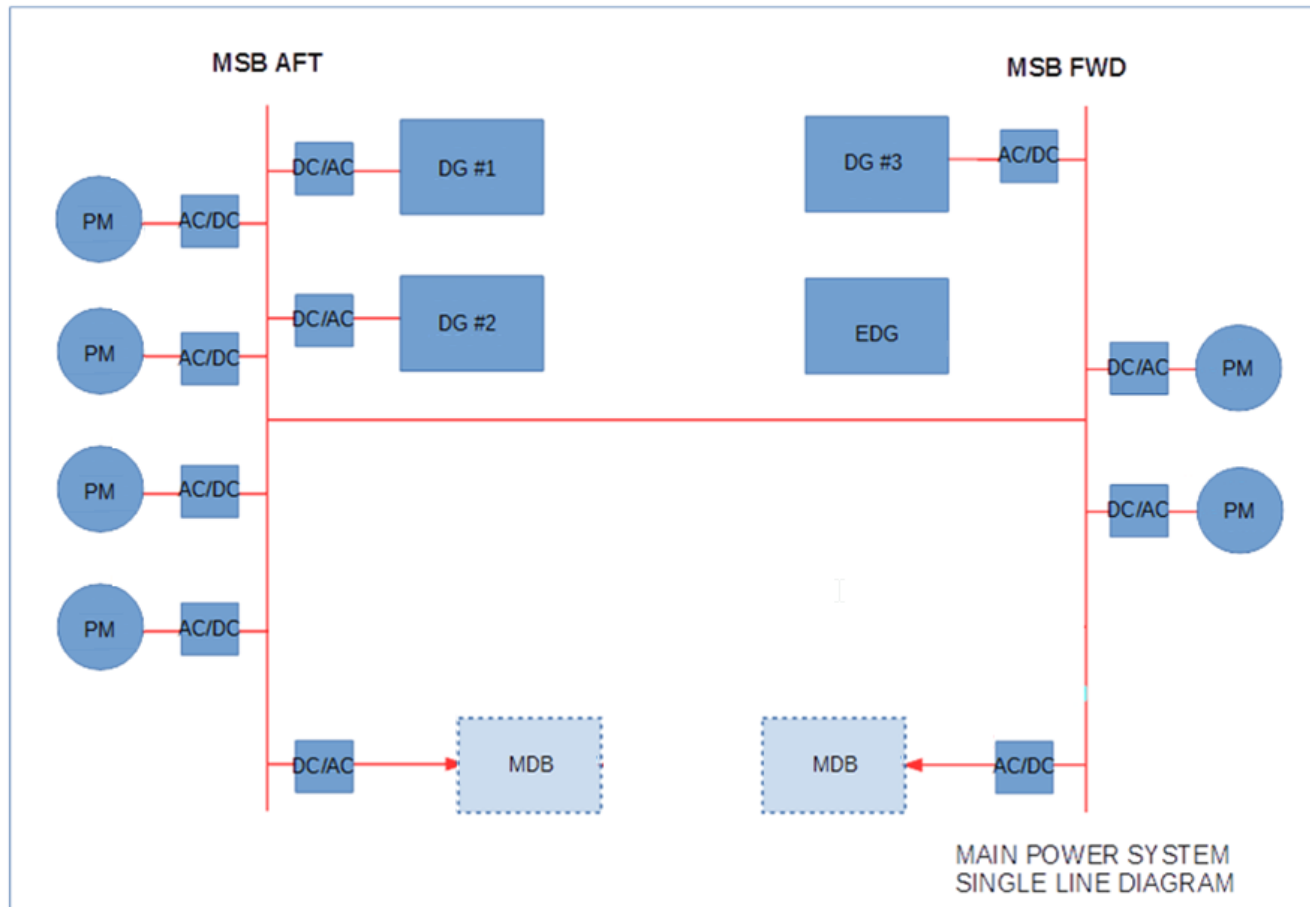 MSB AFT
MSB FWD
DC/AC
DG #1
DG #3
AC/DC
PM
AC/DC
DC/AC
DG #2
EDG
PM
AC/DC
DC/AC
PM
PM
AC/DC
DC/AC
PM
PM
AC/DC
DC/AC
MDB
MDB
AC/DC
MAIN POWER SYSTEM
SINGLE LINE DIAGRAM